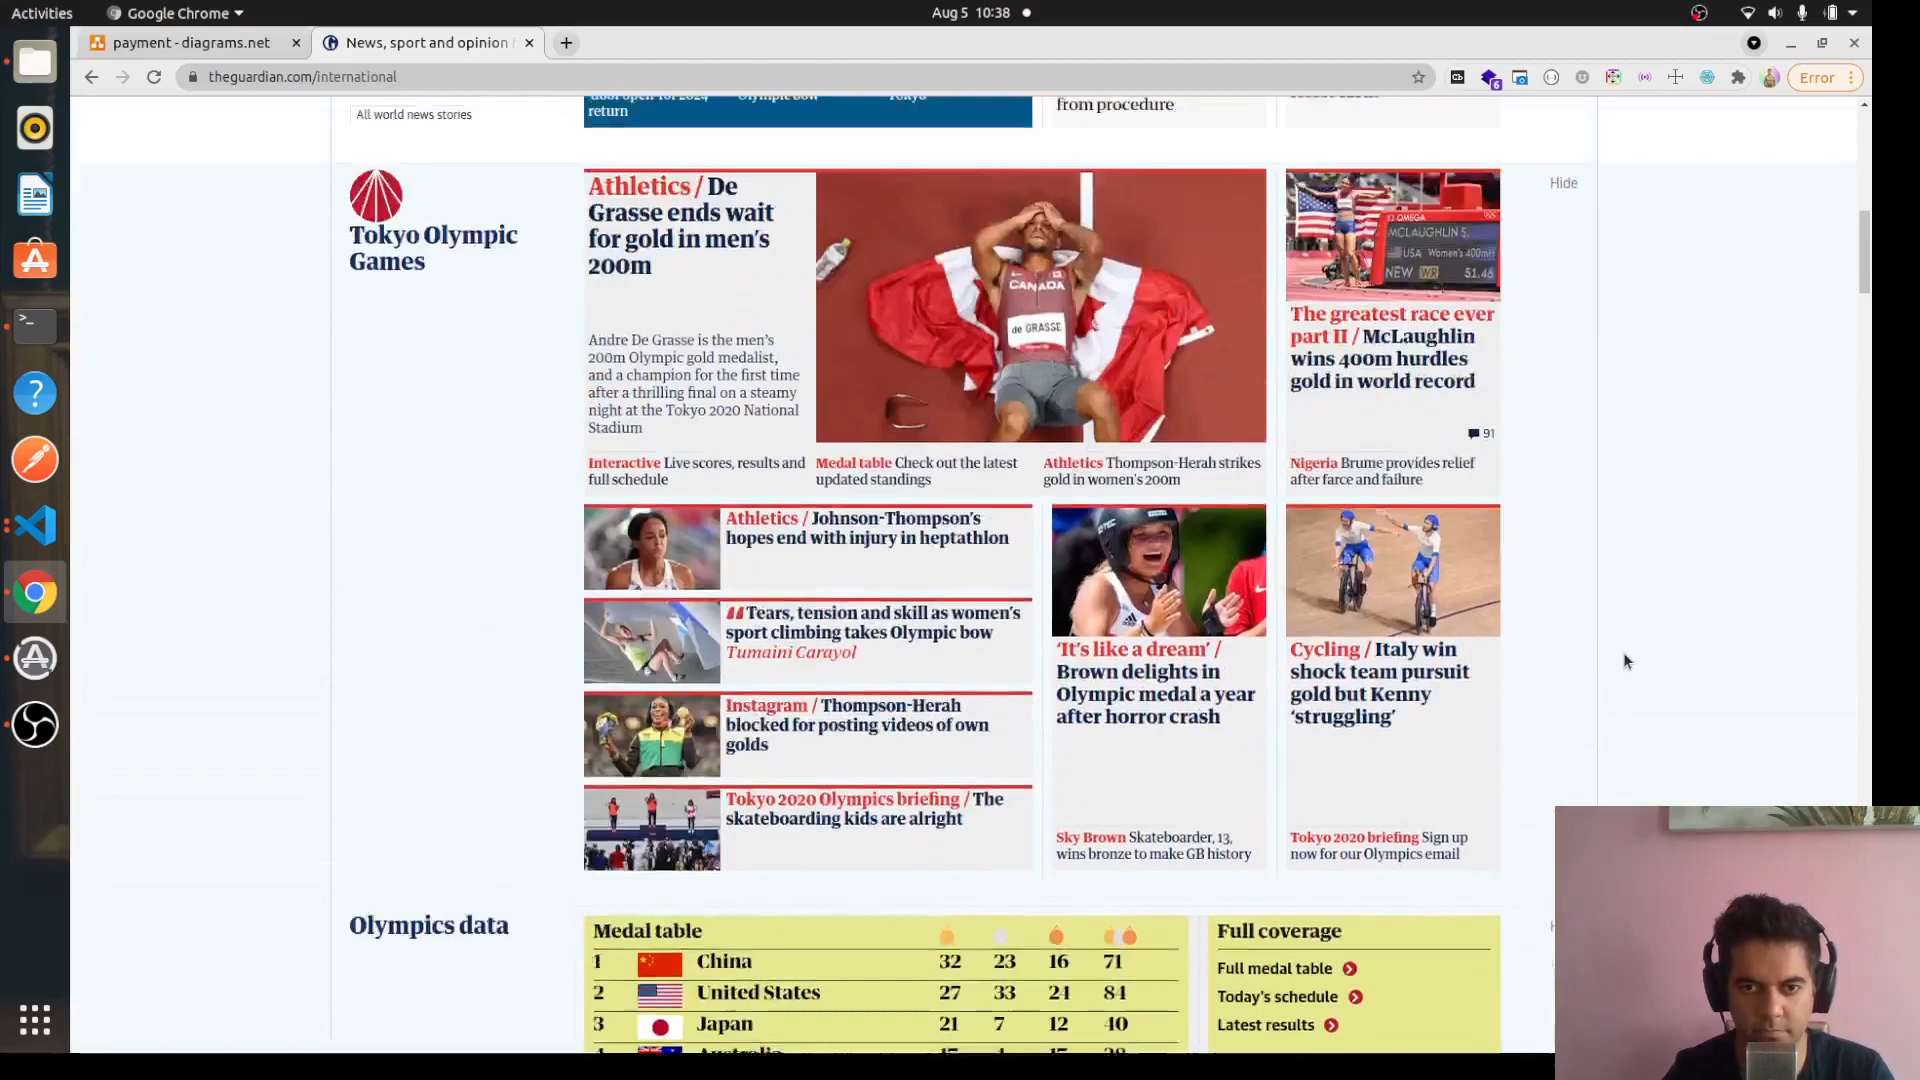 Activities
Google Chrome
Aug 5 10:38
payment - diagrams.net
News, sport and opinion
theguardian.com/international
Error
All world news stories
return
Tokyo
from procedure
Tokyo Olympic
Games
Athletics / De
Grasse ends wait
for gold in men's
200m
Andre De Grasse is the men's
200m Olympic gold medalist,
and a champion for the first time
after a thrilling final on a steamy
night at the Tokyo 2020 National
Stadium
CANADA
de GRASSE
Interactive Live scores, results and
full schedule
Medal table Check out the latest
updated standings
Athletics Thompson-Herah strikes
gold in women's 200m
Hide
OMEGA
MCLAUGHLIN S.
USA Women's 400mH
NEW WR 51.46
The greatest race ever
part II / McLaughlin
wins 400m hurdles
gold in world record
91
Nigeria Brume provides relief
after farce and failure
Athletics / Johnson-Thompson's
hopes end with injury in heptathlon
Tears, tension and skill as women's
sport climbing takes Olympic bow
Tumaini Carayol
Instagram / Thompson-Herah
blocked for posting videos of own
golds
Tokyo 2020 Olympics briefing / The
skateboarding kids are alright
'It's like a dream' /
Brown delights in
Olympic medal a year
after horror crash
Sky Brown Skateboarder, 13,
wins bronze to make GB history
Cycling / Italy win
shock team pursuit
gold but Kenny
'struggling'
Tokyo 2020 briefing Sign up
now for our Olympics email
Olympics data
Medal table
1 China 32 23 16 71
2 United States 27 33 24 84
3 Japan 21 7 12 40
Full coverage
Full medal table
Today's schedule
Latest results